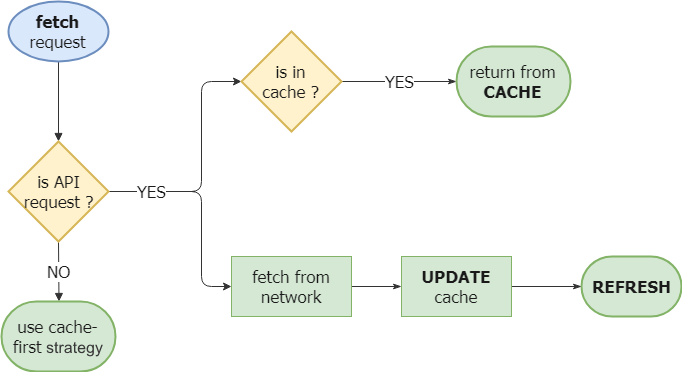 fetch
request
is in
cache ?
YES
return from
CACHE
is API
request ?
YES
NO
fetch from
network
UPDATE
cache
REFRESH
use cache-
first strategy